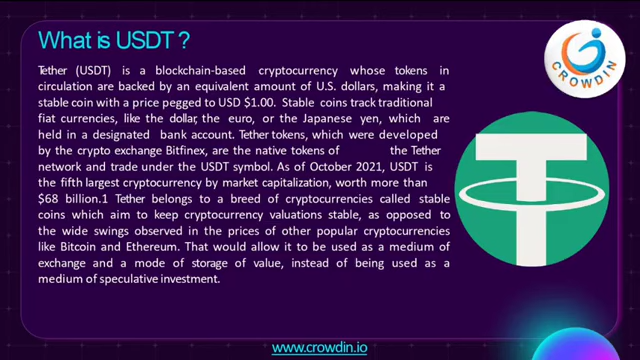 What is USDT ?
CROWDIN
Tether (USDT) is a blockchain-based cryptocurrency whose tokens in
circulation are backed by an equivalent amount of U.S. dollars, making it a
stable coin with a price pegged to USD $1.00. Stable coins track traditional
fiat currencies, like the dollar, the euro, or the Japanese yen, which are
held in a designated bank account. Tether tokens, which were developed
by the crypto exchange Bitfinex, are the native tokens of the Tether
network and trade under the USDT symbol. As of October 2021, USDT is
the fifth largest cryptocurrency by market capitalization, worth more than
$68 billion.1 Tether belongs to a breed of cryptocurrencies called stable
coins which aim to keep cryptocurrency valuations stable, as opposed to
the wide swings observed in the prices of other popular cryptocurrencies
like Bitcoin and Ethereum. That would allow it to be used as a medium of
exchange and a mode of storage of value, instead of being used as a
medium of speculative investment.
www.crowdin.io